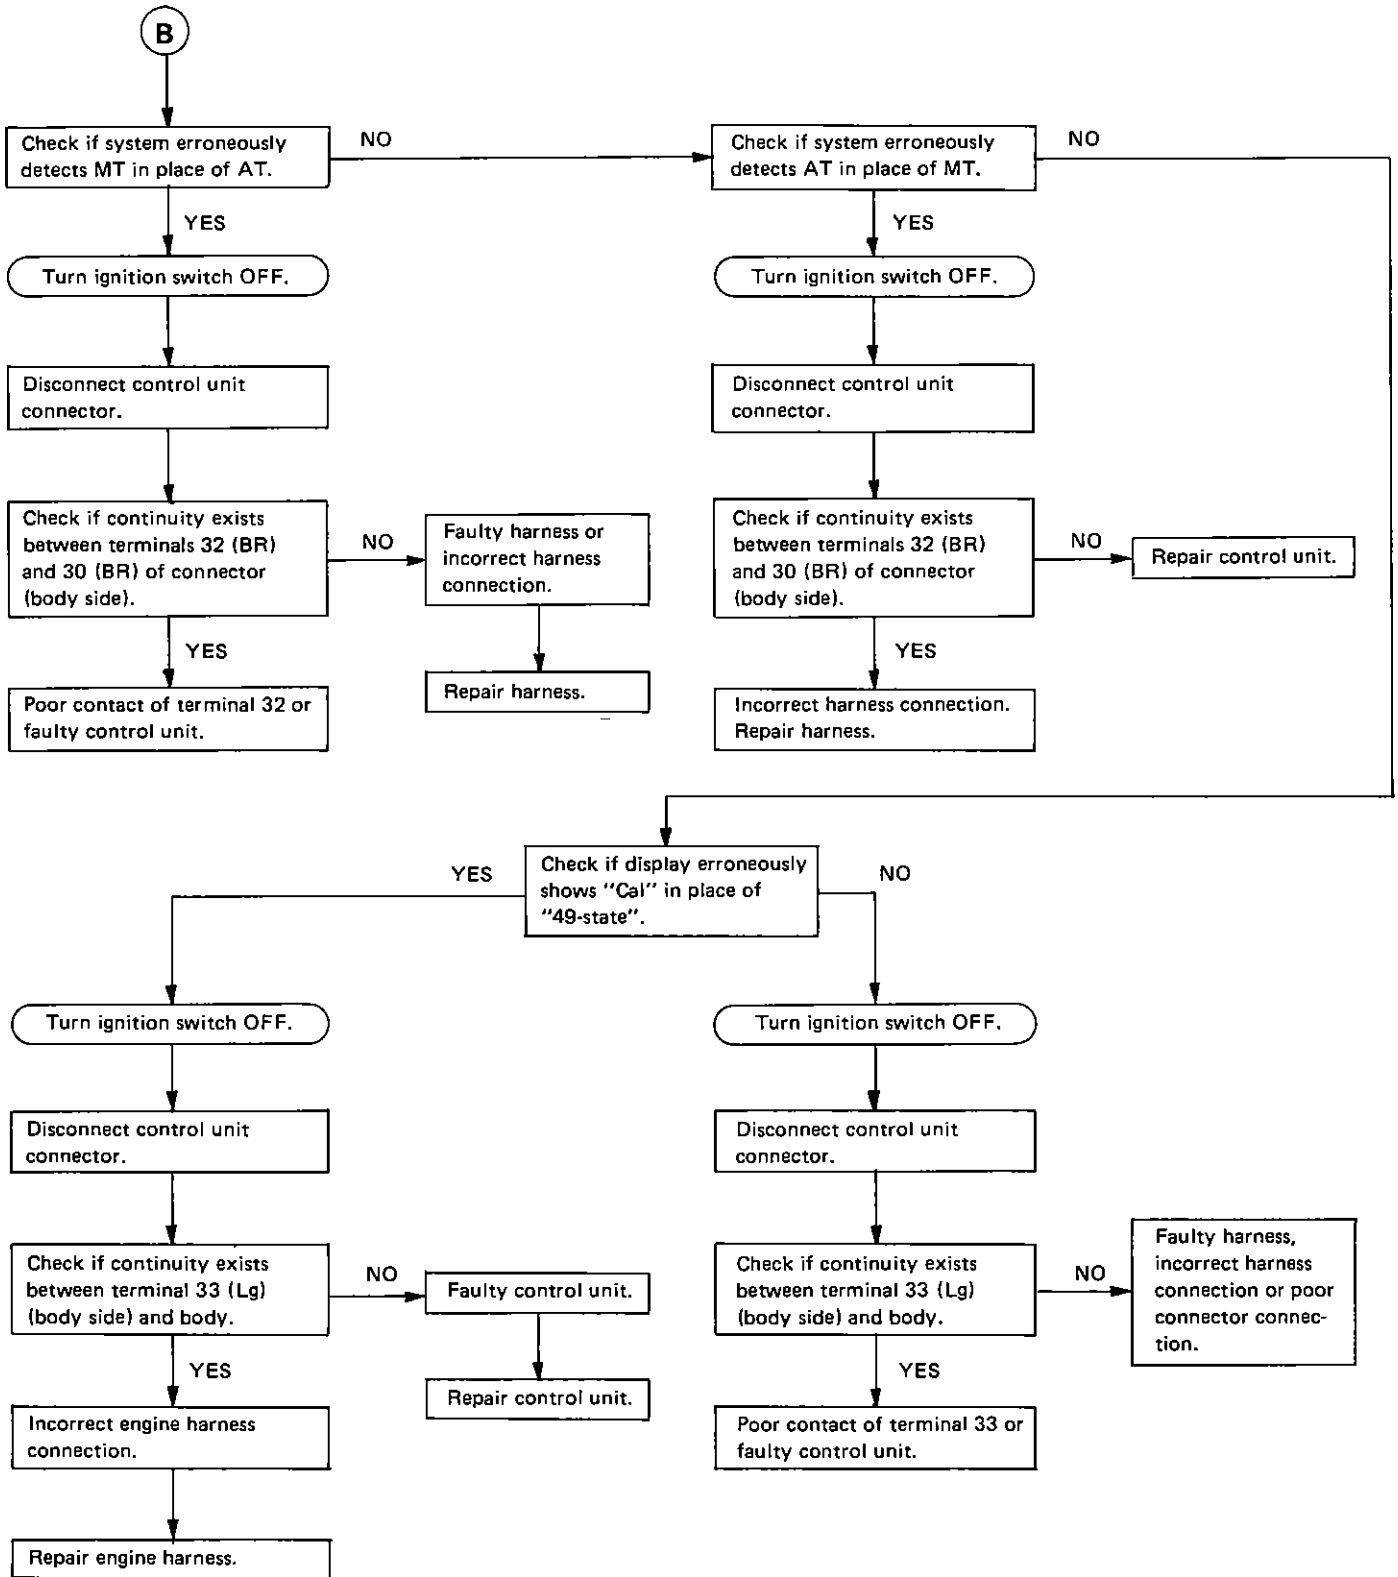 B
Check if system erroneously
detects MT in place of AT.
NO
Check if system erroneously
detects AT in place of MT.
NO
YES
YES
Turn ignition switch OFF.
Turn ignition switch OFF.
Disconnect control unit
connector.
Disconnect control unit
connector.
Check if continuity exists
between terminals 32 (BR)
and 30 (BR) of connector
(body side).
NO
Faulty harness or
incorrect harness
connection.
Check if continuity exists
between terminals 32 (BR)
and 30 (BR) of connector
(body side).
NO
Repair control unit.
YES
Repair harness.
YES
Poor contact of terminal 32 or
faulty control unit.
Incorrect harness connection.
Repair harness.
YES
Check if display erroneously
shows "Cal" in place of
"49-state".
NO
Turn ignition switch OFF.
Turn ignition switch OFF.
Disconnect control unit
connector.
Disconnect control unit
connector.
Check if continuity exists
between terminal 33 (Lg)
(body side) and body.
NO
Faulty control unit.
Check if continuity exists
between terminal 33 (Lg)
(body side) and body.
NO
Faulty harness,
incorrect harness
connection or poor
connector connec-
tion.
YES
Repair control unit.
YES
Incorrect engine harness
connection.
Poor contact of terminal 33 or
faulty control unit.
Repair engine harness.